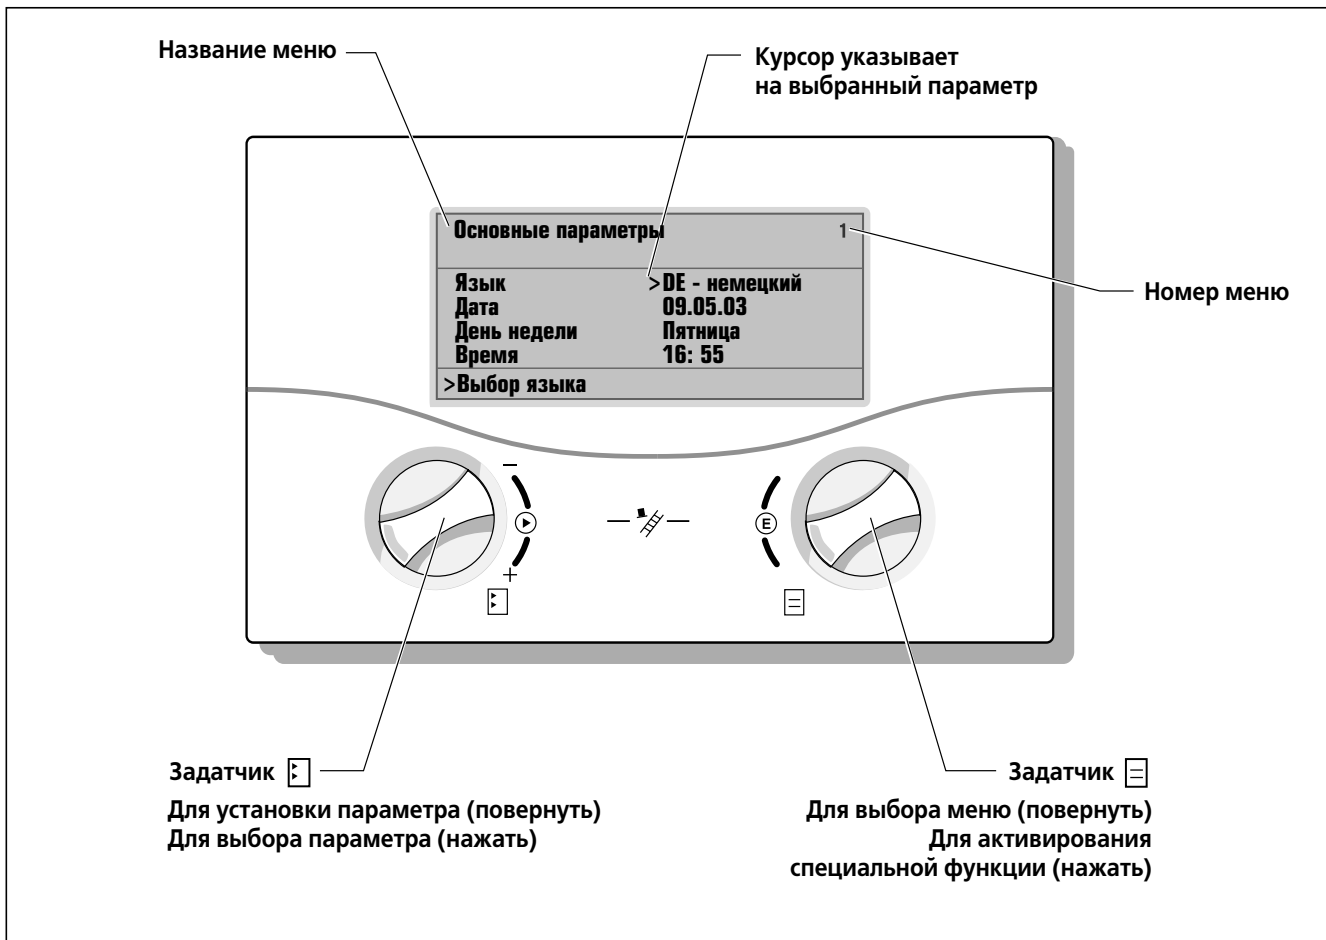 Название меню
Курсор указывает
на выбранный параметр
Основные параметры 1
Язык >DE - немецкий
Дата 09.05.03
День недели Пятница
Время 16: 55
>Выбор языка
Номер меню
−
+
E
Задатчик
Для установки параметра (повернуть)
Для выбора параметра (нажать)
Задатчик
Для выбора меню (повернуть)
Для активирования
специальной функции (нажать)